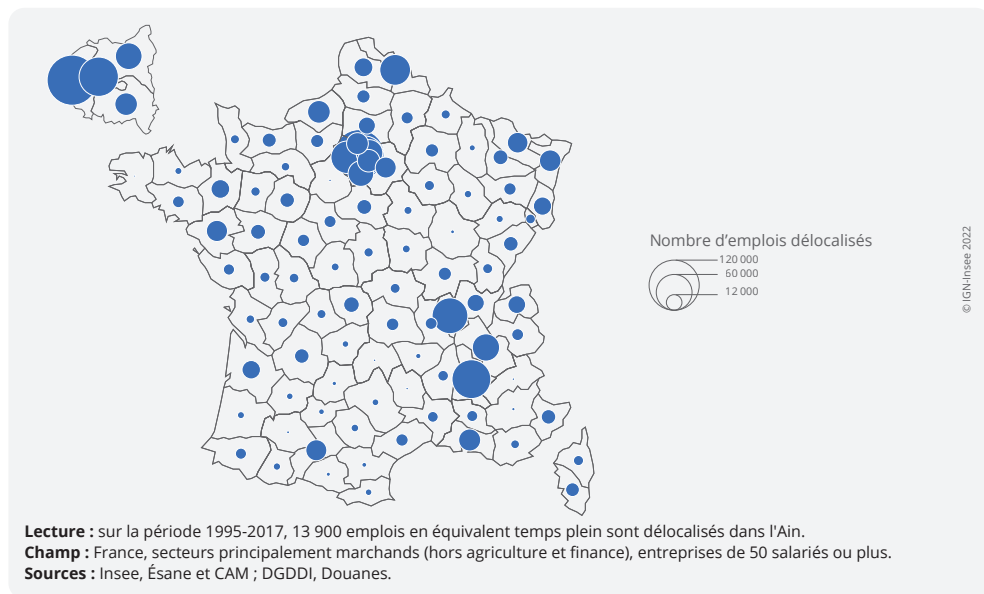 Nombre d’emplois délocalisés
120 000
60 000
12 000
© IGN-Insee 2022
Lecture : sur la période 1995-2017, 13 900 emplois en équivalent temps plein sont délocalisés dans l'Ain.
Champ : France, secteurs principalement marchands (hors agriculture et finance), entreprises de 50 salariés ou plus.
Sources : Insee, Ésane et CAM ; DGDDI, Douanes.